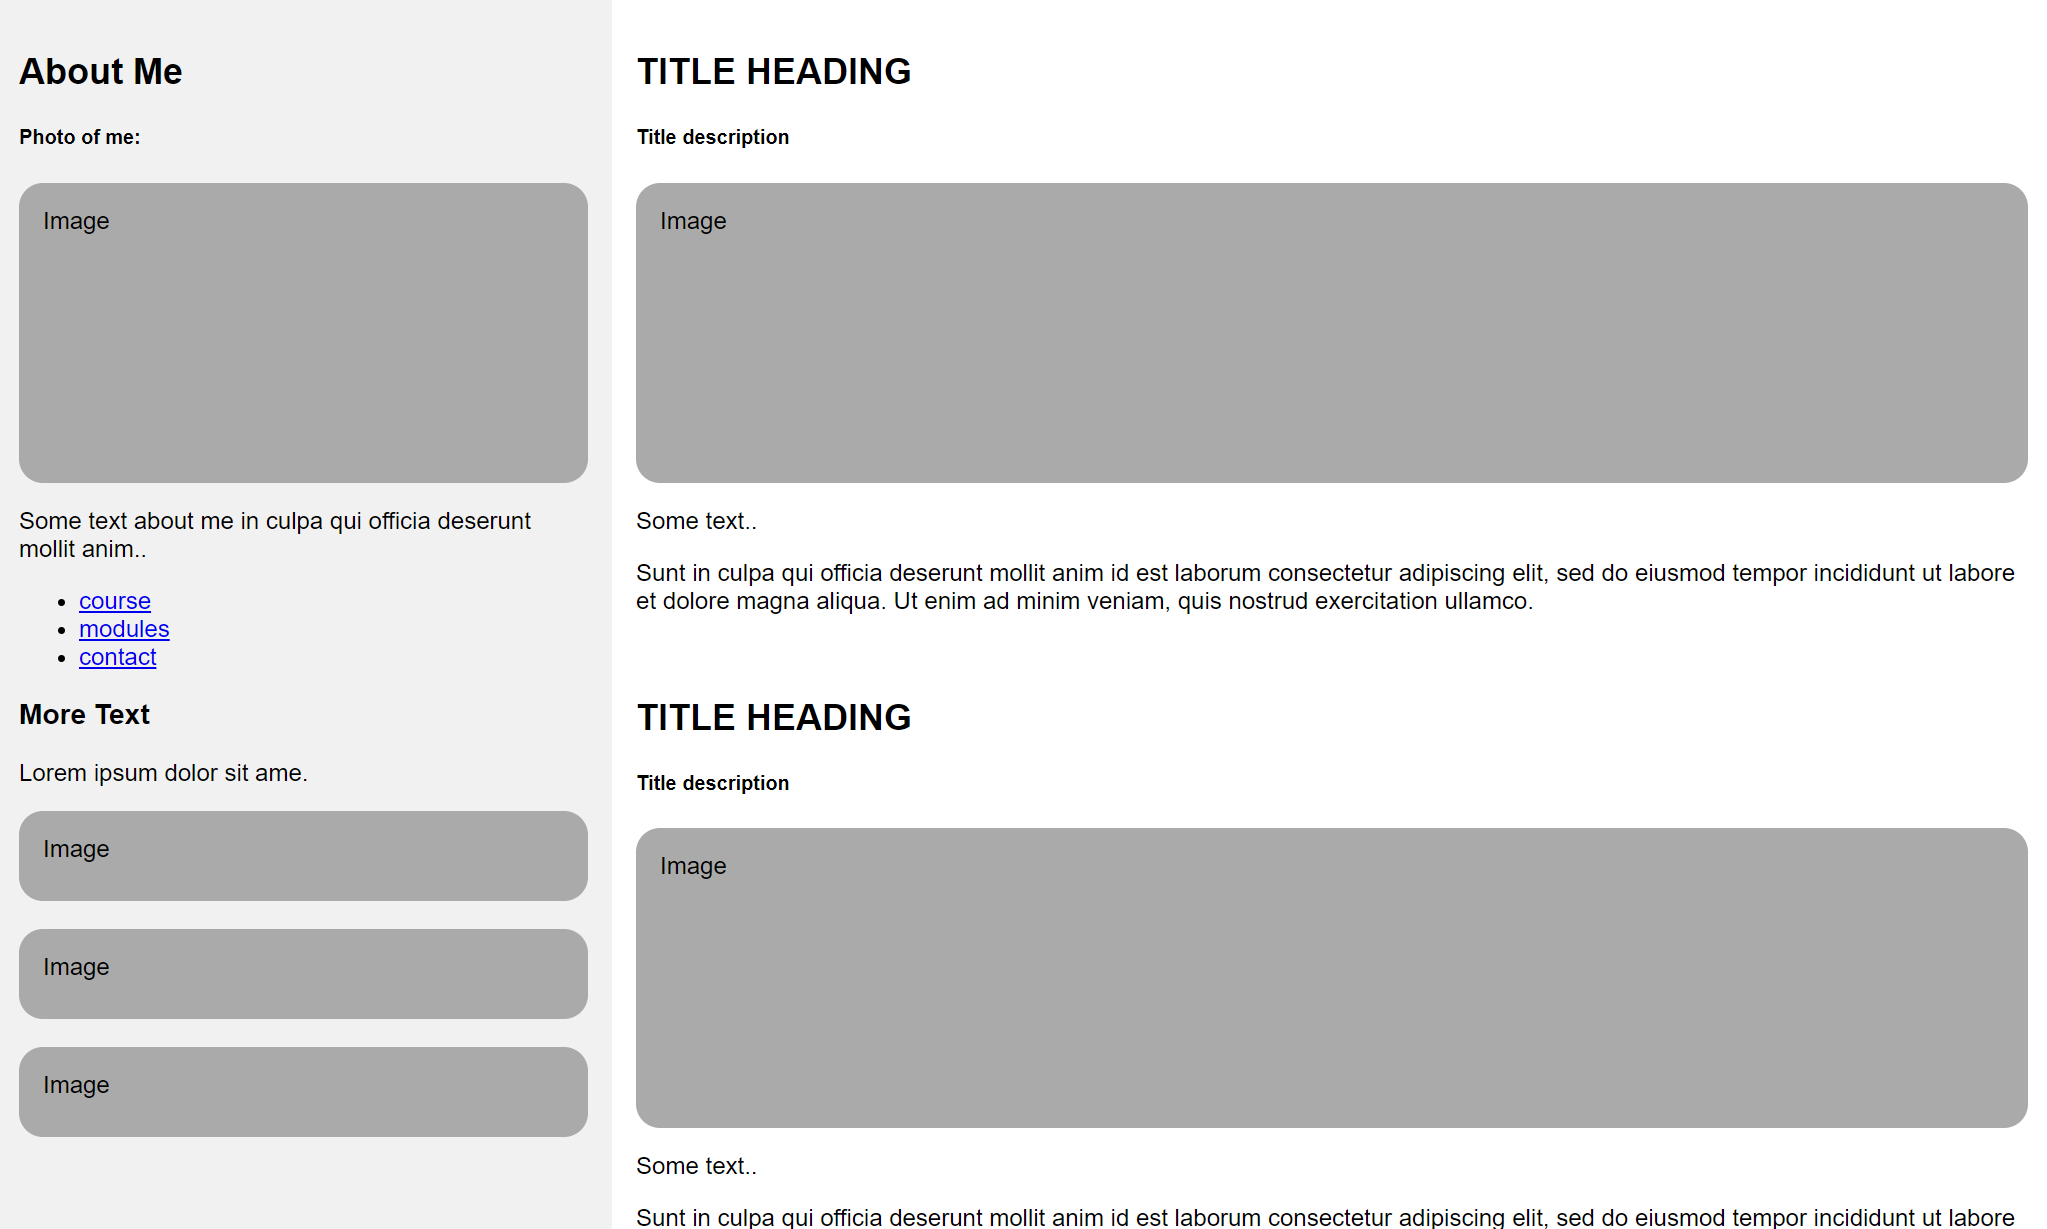 About Me
Photo of me:
Image
Some text about me in culpa qui officia deserunt
mollit anim..
course
modules
contact
More Text
Lorem ipsum dolor sit ame.
Image
Image
Image
TITLE HEADING
Title description
Image
Some text..
Sunt in culpa qui officia deserunt mollit anim id est laborum consectetur adipiscing elit, sed do eiusmod tempor incididunt ut labore
et dolore magna aliqua. Ut enim ad minim veniam, quis nostrud exercitation ullamco.
TITLE HEADING
Title description
Image
Some text..
Sunt in culpa qui officia deserunt mollit anim id est laborum consectetur adipiscing elit, sed do eiusmod tempor incididunt ut labore